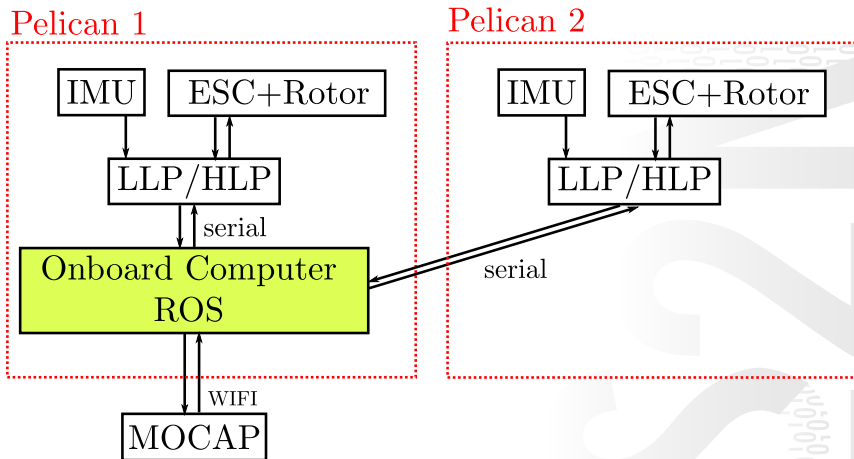 Pelican 1
Pelican 2
IMU
ESC+Rotor
IMU
ESC+Rotor
LLP/HLP
LLP/HLP
serial
Onboard Computer
ROS
serial
WIFI
MOCAP